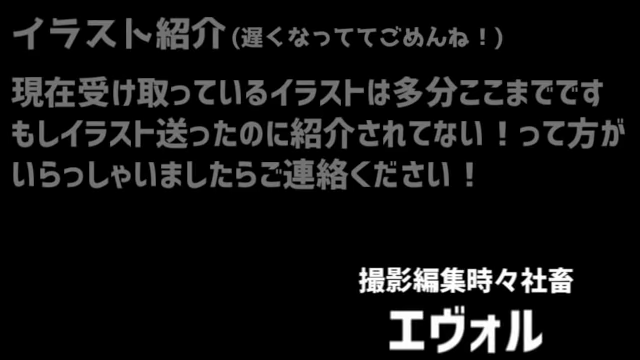 イラスト紹介(遅くなっててごめんね！)
現在受け取っているイラストは多分ここまでです
もしイラスト送ったのに紹介されてない！って方が
いらっしゃいましたらご連絡ください！
撮影編集時々社畜
エヴォル